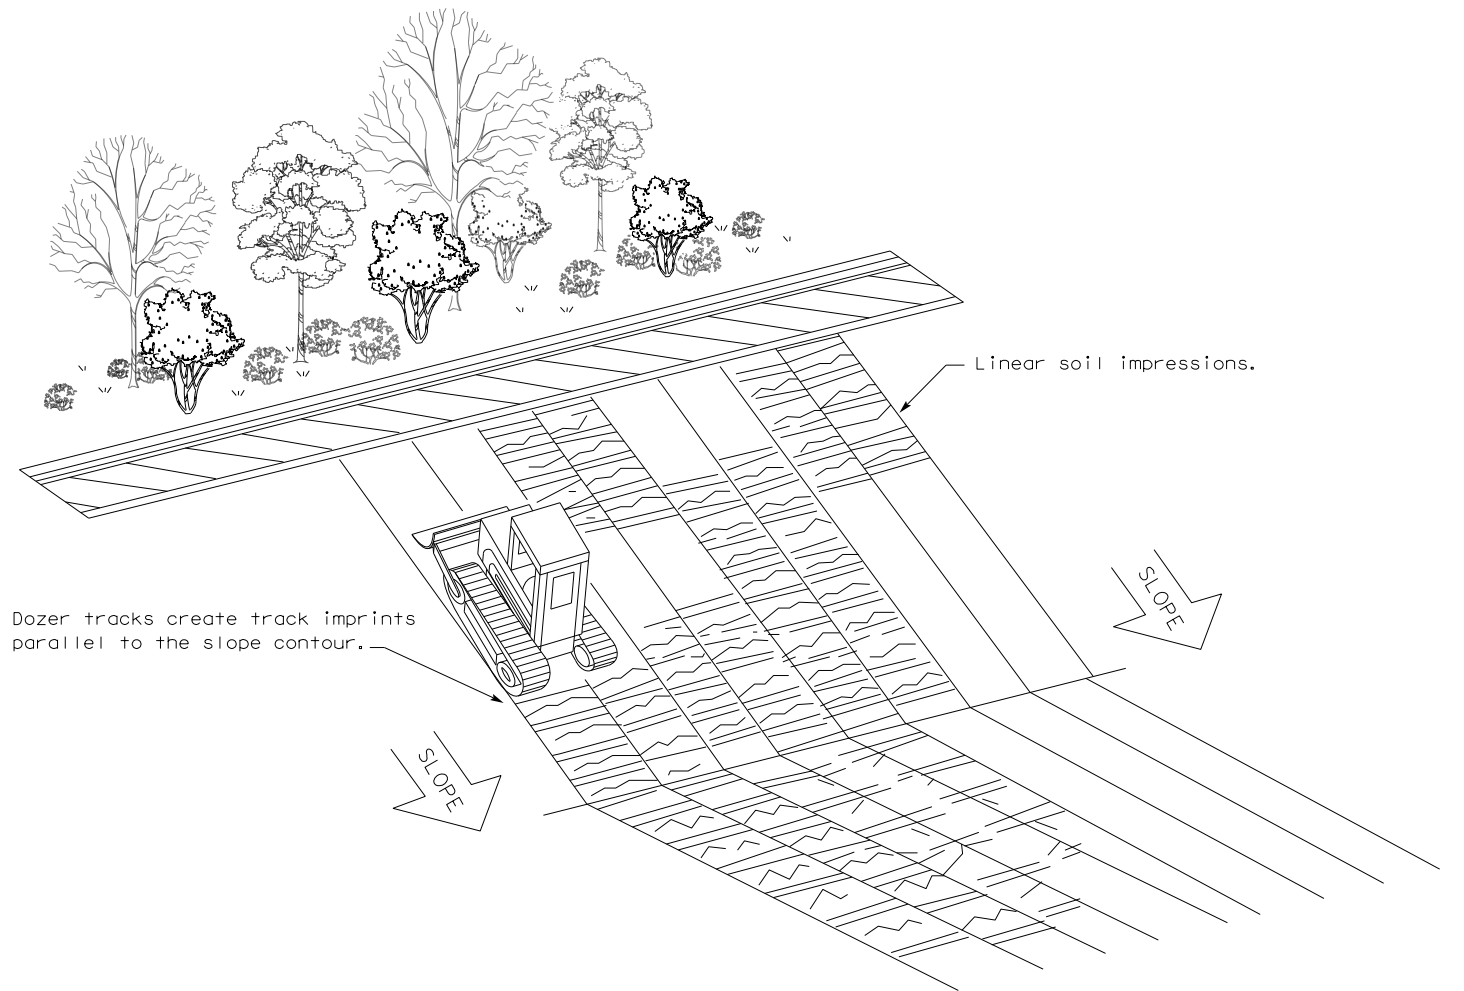 Linear soil impressions.
SLOPE
Dozer tracks create track imprints
parallel to the slope contour.
SLOPE